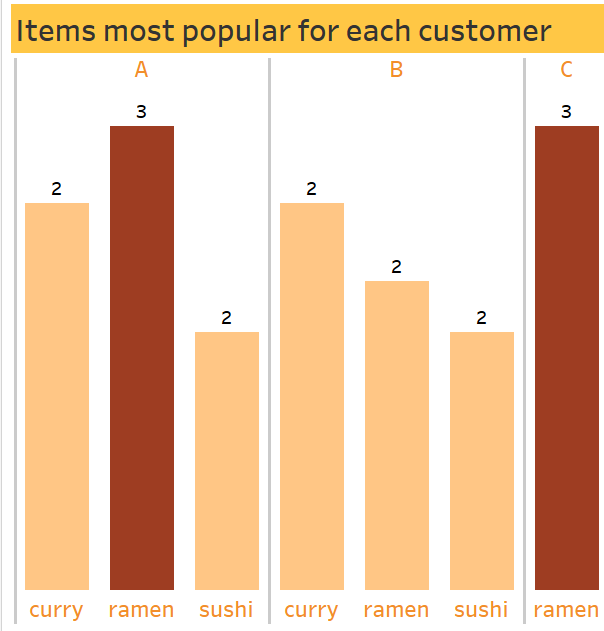 Items most popular for each customer
A B C
3 3
2 2
2
2 2
curry ramen sushi curry ramen sushi ramen